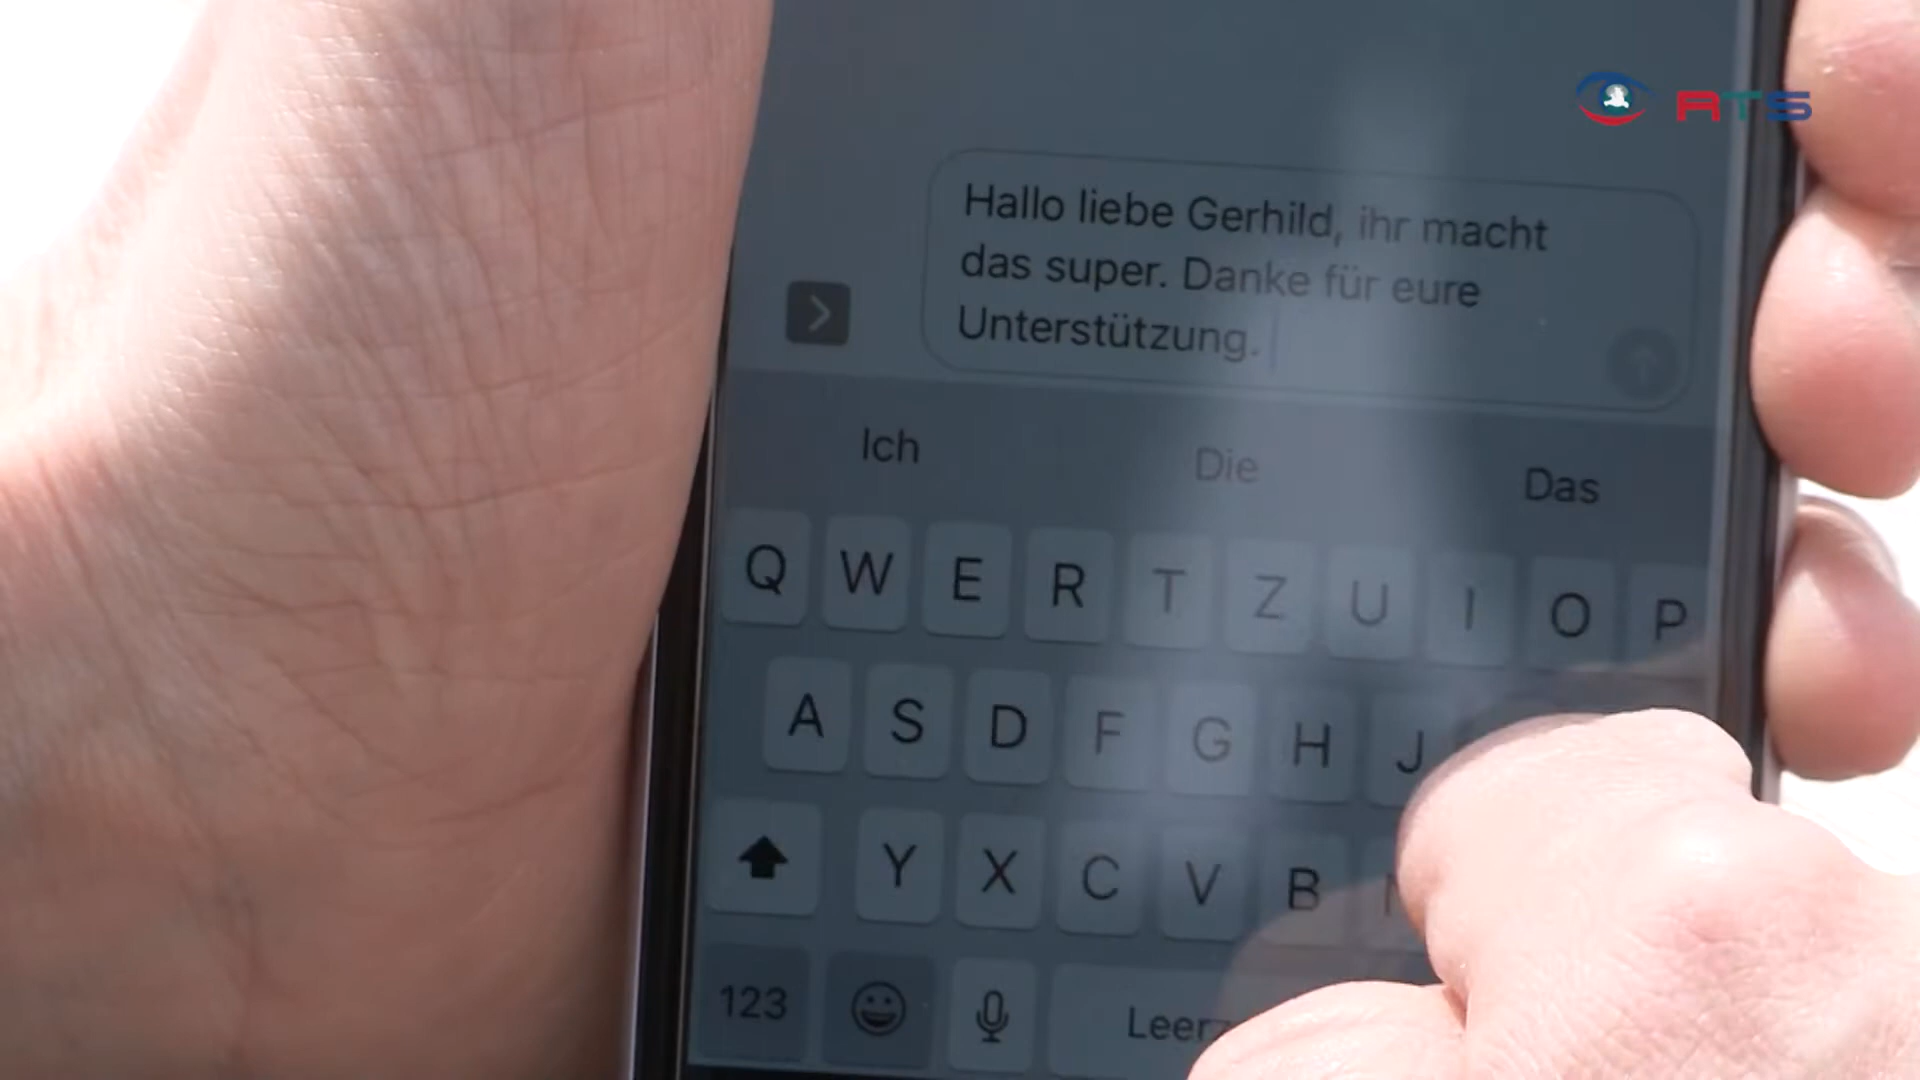 RTS
Hallo liebe Gerhild, ihr macht
das super. Danke für eure
Unterstützung.
Ich Die Das
Q W E R T Z U I O P
A S D F G H J
Y X C V B
123